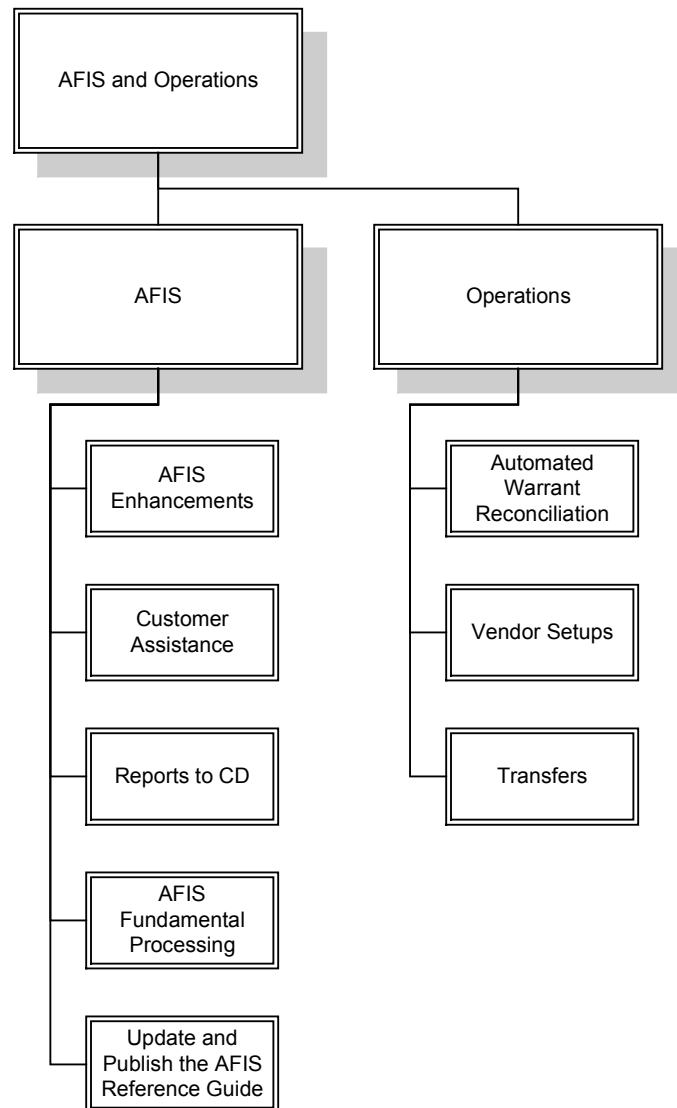 AFIS and Operations
AFIS
Operations
AFIS
Enhancements
Customer
Assistance
Reports to CD
AFIS
Fundamental
Processing
Update and
Publish the AFIS
Reference Guide
Automated
Warrant
Reconciliation
Vendor Setups
Transfers